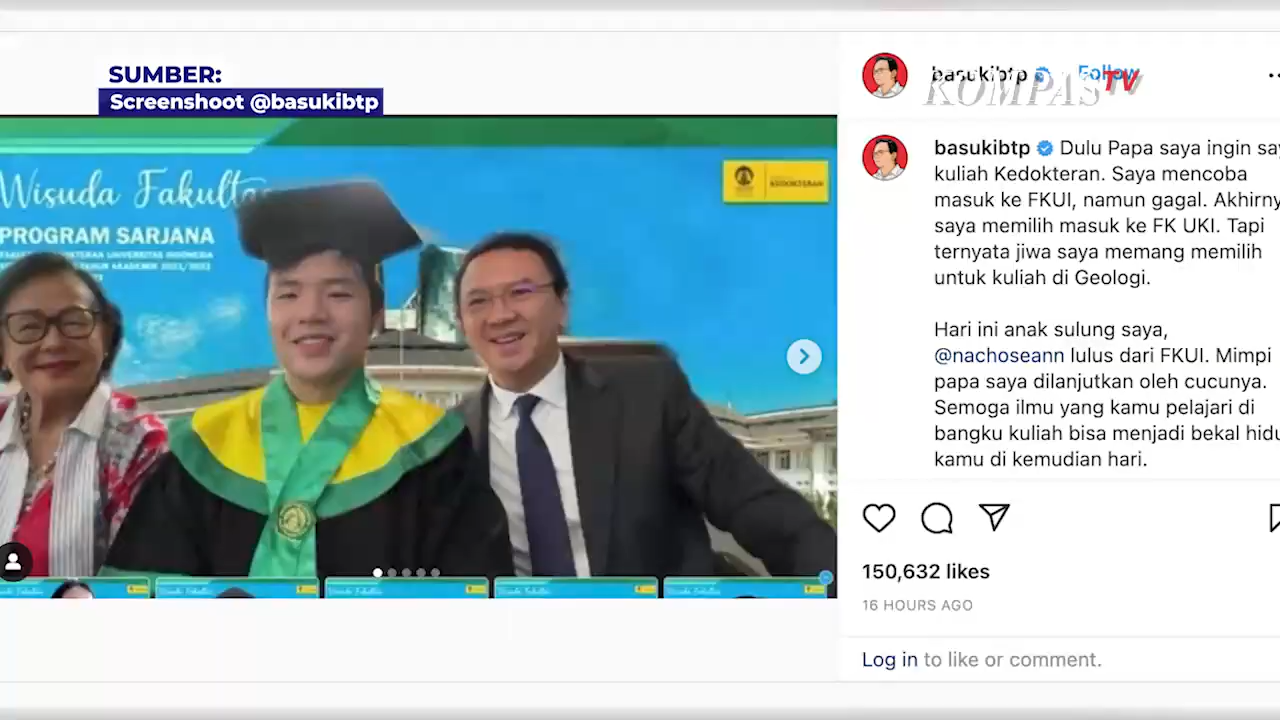 SUMBER:
Screenshoot @basukibtp
basukibtp Follow
KOMPAS TV
Wisuda Fakultas
PROGRAM SARJANA
KEDOKTERAN
basukibtp Dulu Papa saya ingin say
kuliah Kedokteran. Saya mencoba
masuk ke FKUI, namun gagal. Akhirny
saya memilih masuk ke FK UKI. Tapi
ternyata jiwa saya memang memilih
untuk kuliah di Geologi.
Hari ini anak sulung saya,
@nachoseann lulus dari FKUI. Mimpi
papa saya dilanjutkan oleh cucunya.
Semoga ilmu yang kamu pelajari di
bangku kuliah bisa menjadi bekal hidu
kamu di kemudian hari.
150,632 likes
16 HOURS AGO
Log in to like or comment.